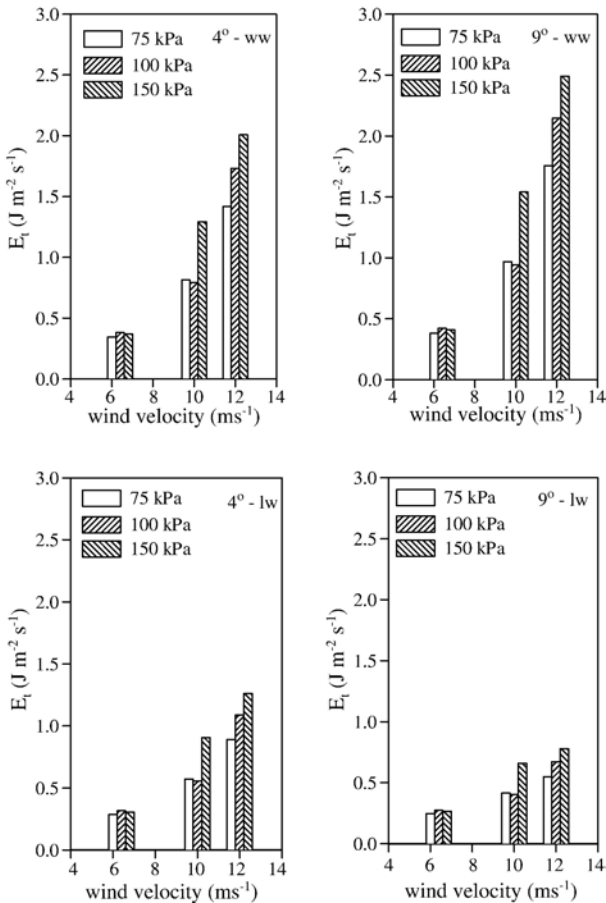 4° - ww
75 kPa
100 kPa
150 kPa
3.0
2.5
2.0
1.5
1.0
0.5
0.0
Eₜ (J m⁻² s⁻¹)
4 6 8 10 12 14
wind velocity (ms⁻¹)
9° - ww
75 kPa
100 kPa
150 kPa
3.0
2.5
2.0
1.5
1.0
0.5
0.0
Eₜ (J m⁻² s⁻¹)
4 6 8 10 12 14
wind velocity (ms⁻¹)
4° - lw
75 kPa
100 kPa
150 kPa
3.0
2.5
2.0
1.5
1.0
0.5
0.0
Eₜ (J m⁻² s⁻¹)
4 6 8 10 12 14
wind velocity (ms⁻¹)
9° - lw
75 kPa
100 kPa
150 kPa
3.0
2.5
2.0
1.5
1.0
0.5
0.0
Eₜ (J m⁻² s⁻¹)
4 6 8 10 12 14
wind velocity (ms⁻¹)